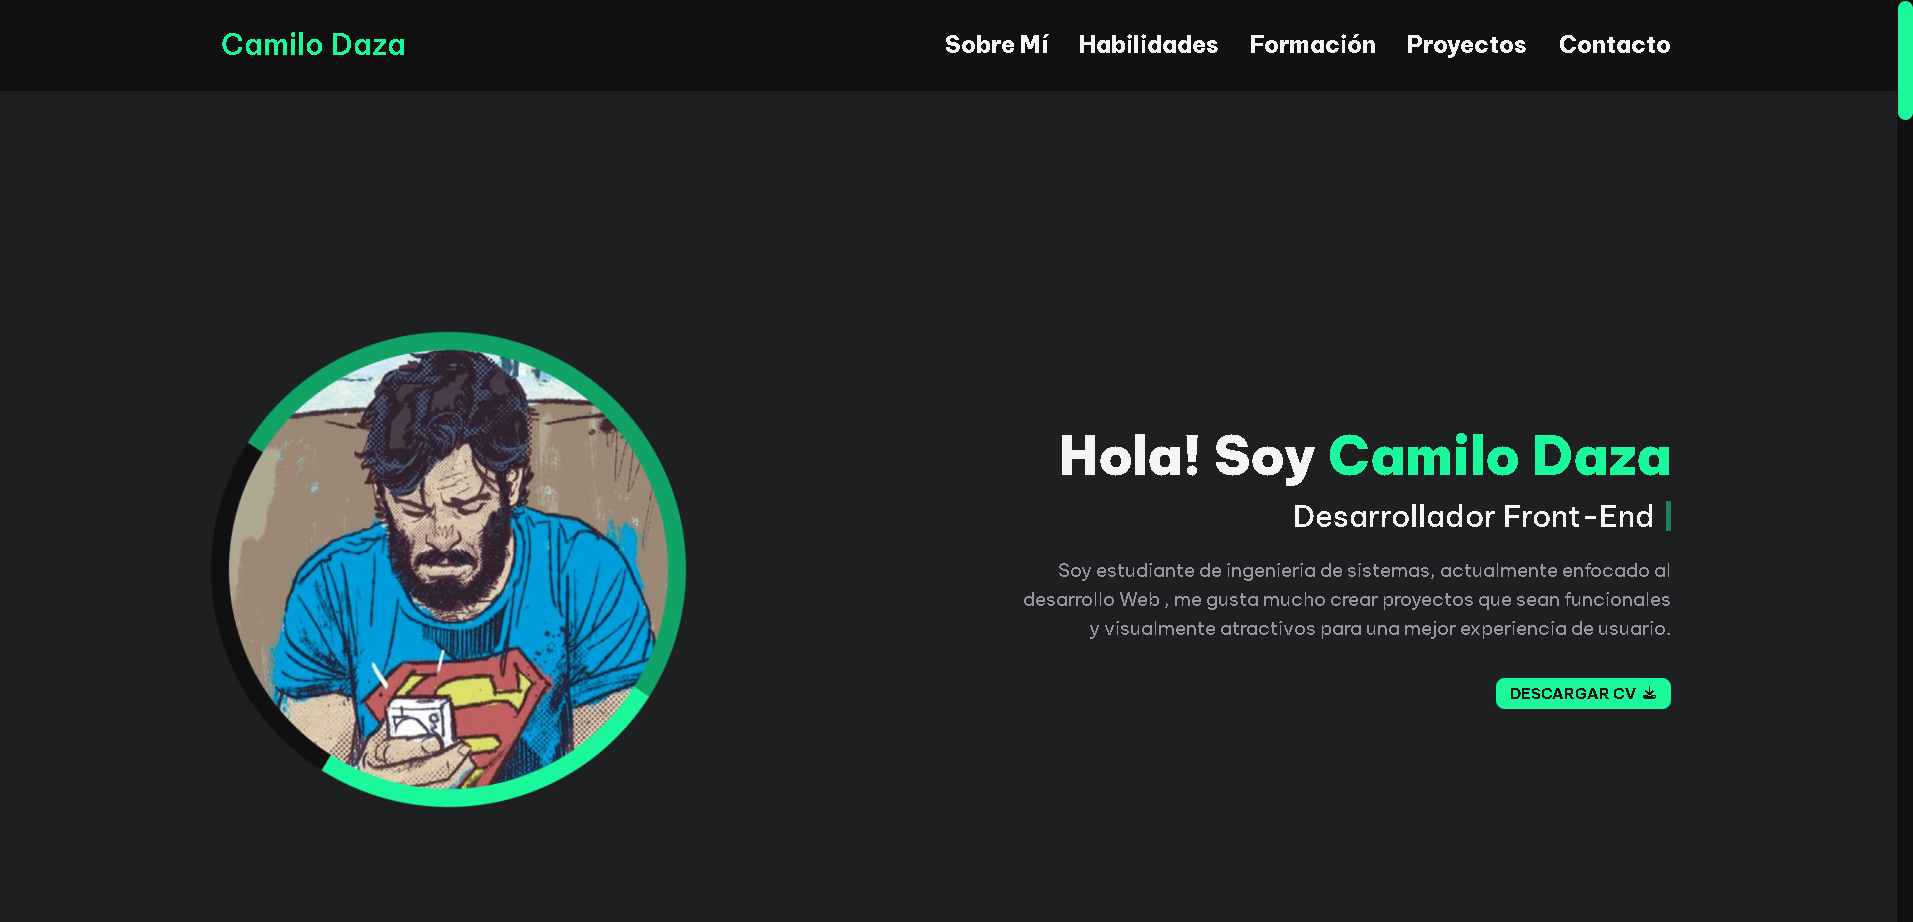 Camilo Daza
Sobre Mí Habilidades Formación Proyectos Contacto
Hola! Soy Camilo Daza
Desarrollador Front-End
Soy estudiante de ingeniería de sistemas, actualmente enfocado al
desarrollo Web , me gusta mucho crear proyectos que sean funcionales
y visualmente atractivos para una mejor experiencia de usuario.
DESCARGAR CV